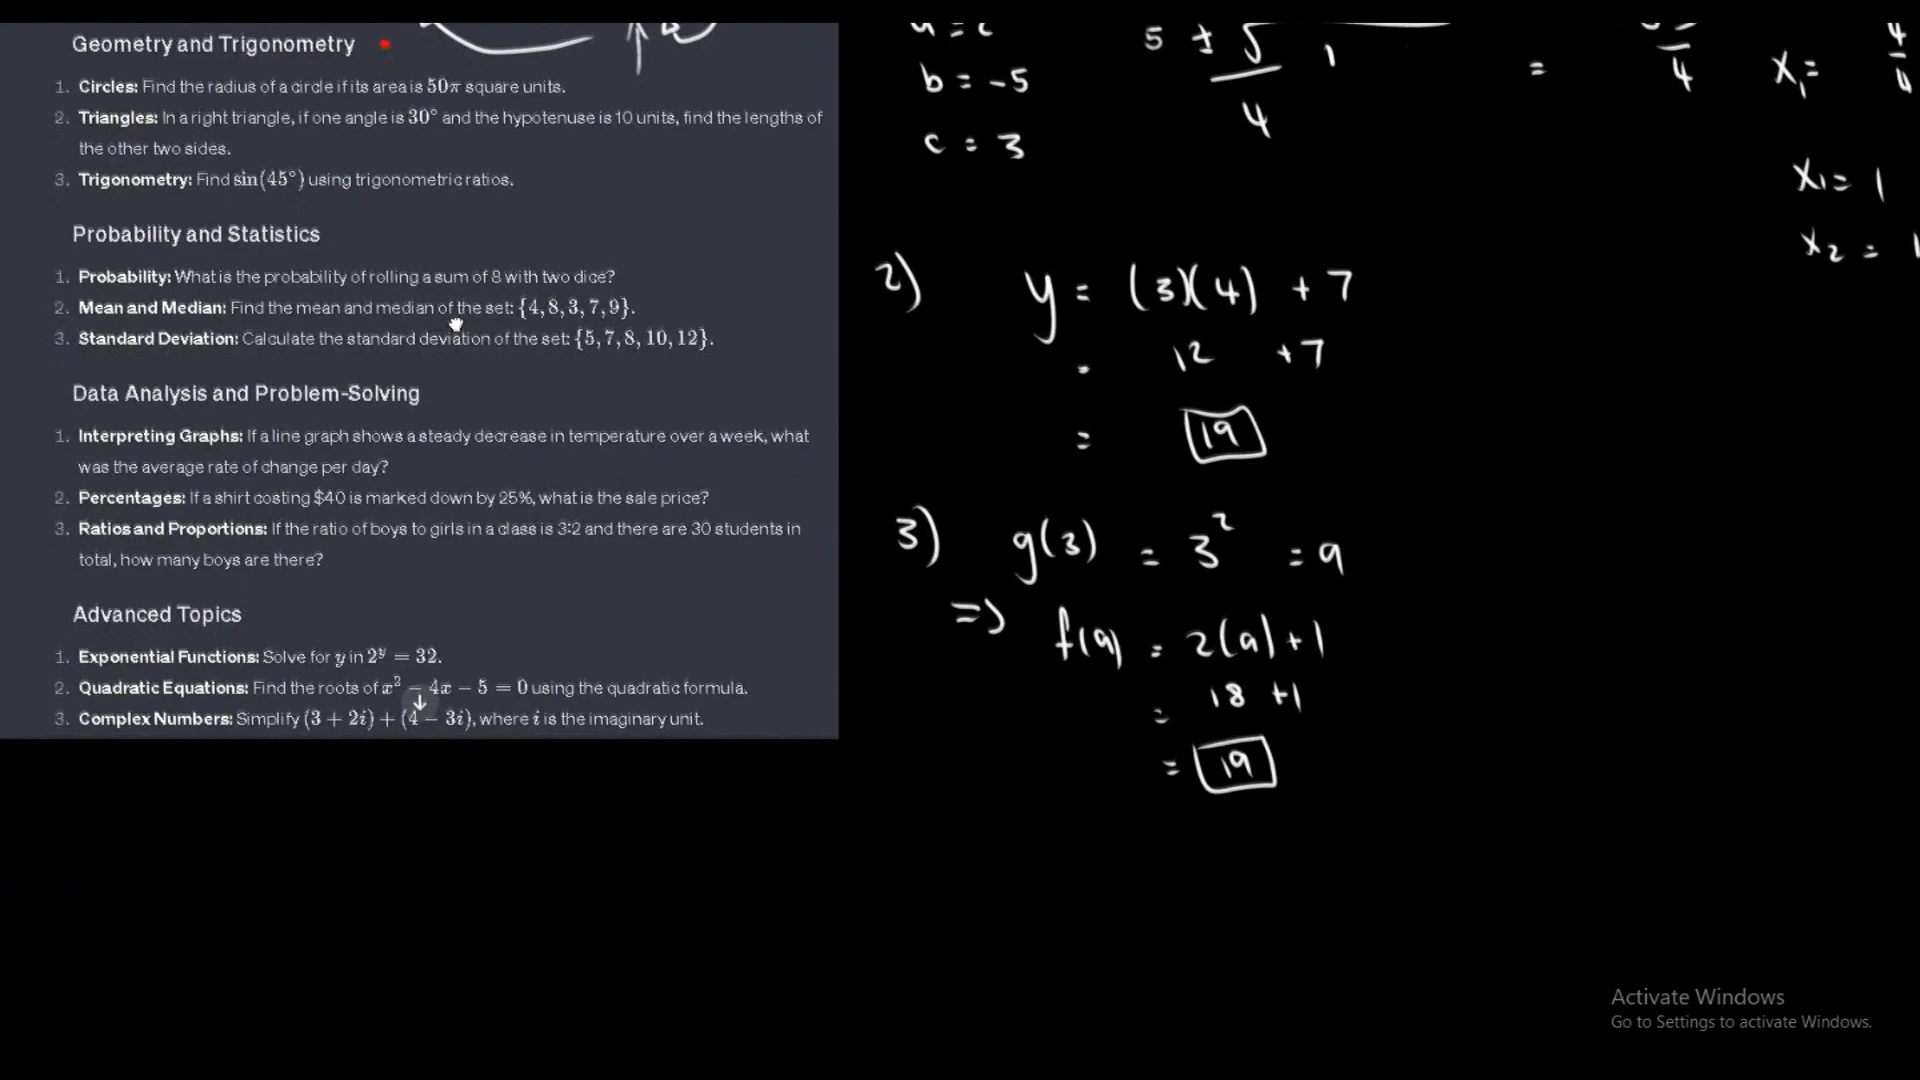 Geometry and Trigonometry
1. Circles: Find the radius of a circle if its area is 50π square units.
2. Triangles: In a right triangle, if one angle is 30° and the hypotenuse is 10 units, find the lengths of
the other two sides.
3. Trigonometry: Find sin(45°) using trigonometric ratios.
Probability and Statistics
1. Probability: What is the probability of rolling a sum of 8 with two dice?
2. Mean and Median: Find the mean and median of the set: {4, 8, 3, 7, 9}.
3. Standard Deviation: Calculate the standard deviation of the set: {5, 7, 8, 10, 12}.
Data Analysis and Problem-Solving
1. Interpreting Graphs: If a line graph shows a steady decrease in temperature over a week, what
was the average rate of change per day?
2. Percentages: If a shirt costing $40 is marked down by 25%, what is the sale price?
3. Ratios and Proportions: If the ratio of boys to girls in a class is 3:2 and there are 30 students in
total, how many boys are there?
Advanced Topics
1. Exponential Functions: Solve for y in 2^y = 32.
2. Quadratic Equations: Find the roots of x² − 4x − 5 = 0 using the quadratic formula.
3. Complex Numbers: Simplify (3 + 2i) + (4 − 3i), where i is the imaginary unit.
b = -5
c = 3
5 ± √ 1
4
=
4
x₁ =
4
4
x₁ = 1
x₂ =
2) y = (3)(4) + 7
= 12 + 7
= 19
3) g(3) = 3² = 9
=> f(9) = 2(9) + 1
= 18 + 1
= 19
Activate Windows
Go to Settings to activate Windows.